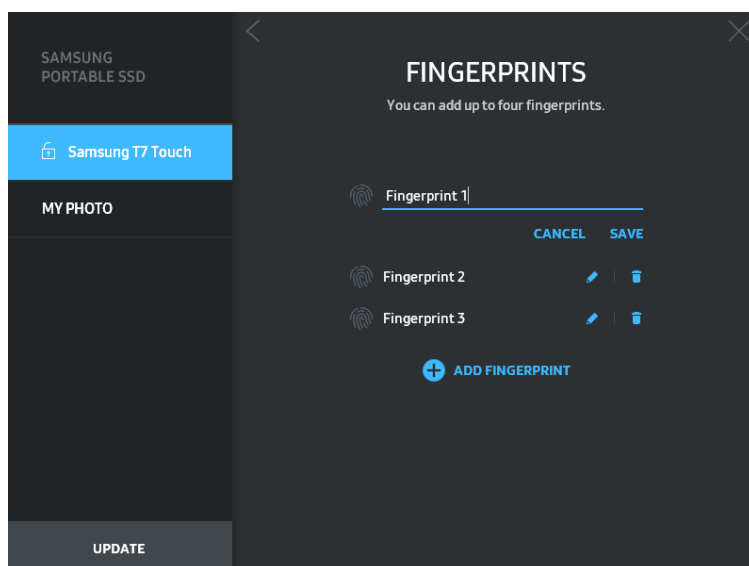 SAMSUNG
PORTABLE SSD
Samsung T7 Touch
MY PHOTO
UPDATE
FINGERPRINTS
You can add up to four fingerprints.
Fingerprint 1
CANCEL SAVE
Fingerprint 2
Fingerprint 3
ADD FINGERPRINT